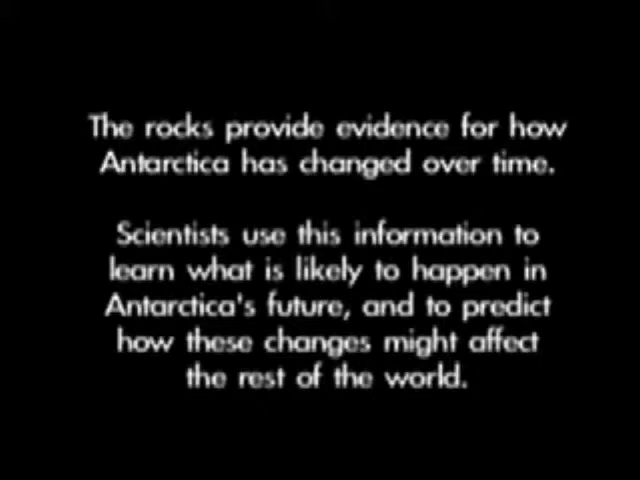 The rocks provide evidence for how
Antarctica has changed over time.
Scientists use this information to
learn what is likely to happen in
Antarctica's future, and to predict
how these changes might affect
the rest of the world.